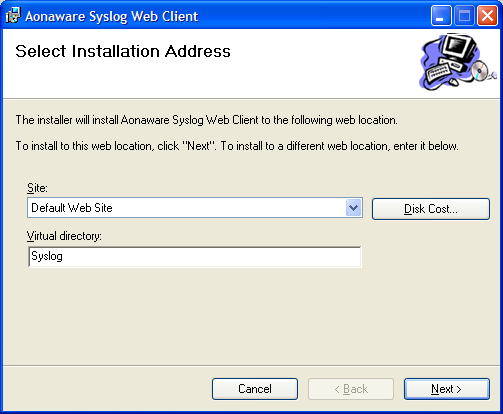 Aonaware Syslog Web Client
Select Installation Address
The installer will install Aonaware Syslog Web Client to the following web location.
To install to this web location, click "Next". To install to a different web location, enter it below.
Site:
Default Web Site
Disk Cost...
Virtual directory:
Syslog
Cancel
< Back
Next >